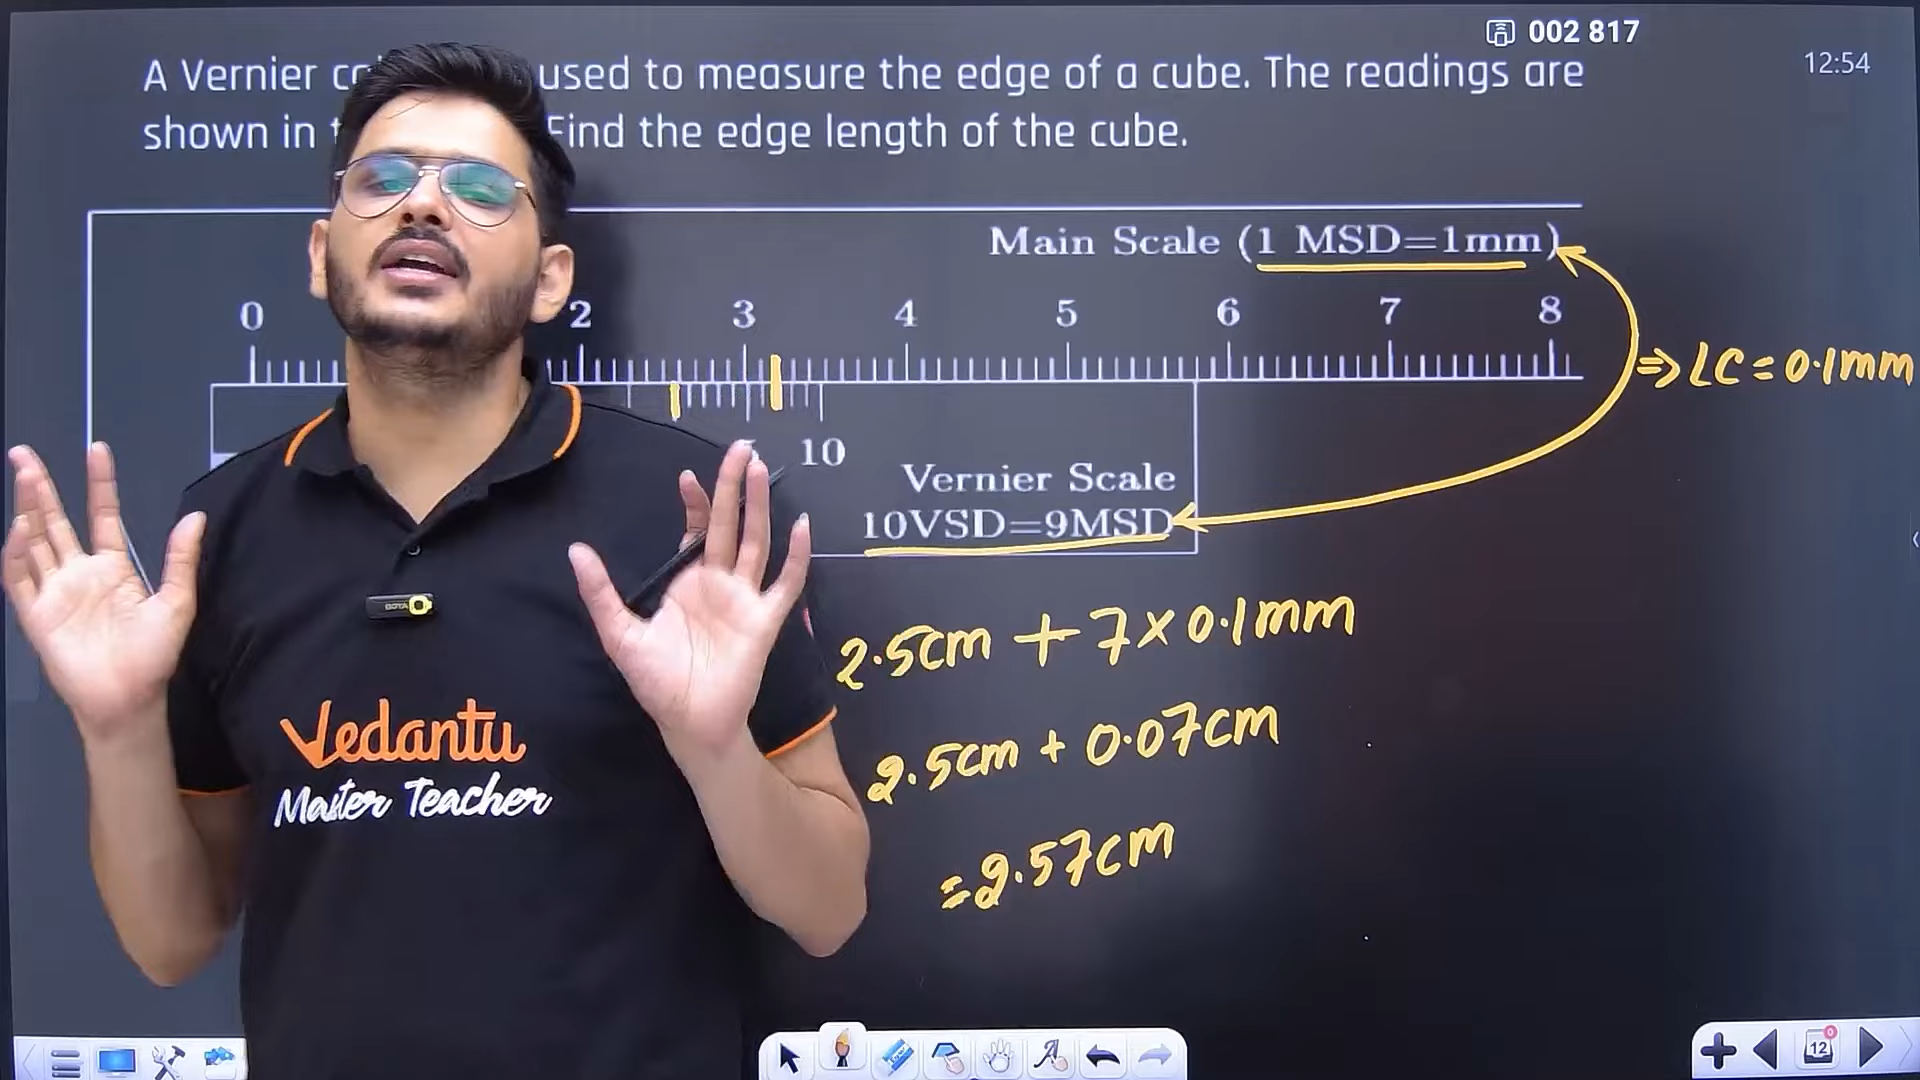 002 817
12:54
A Vernier used to measure the edge of a cube. The readings are
shown in Find the edge length of the cube.
Main Scale (1 MSD=1mm)
0 2 3 4 5 6 7 8
⇒ LC = 0.1mm
10
Vernier Scale
10VSD=9MSD
2.5cm + 7×0.1mm
2.5cm + 0.07cm
=2.57cm
Vedantu
Master Teacher
12